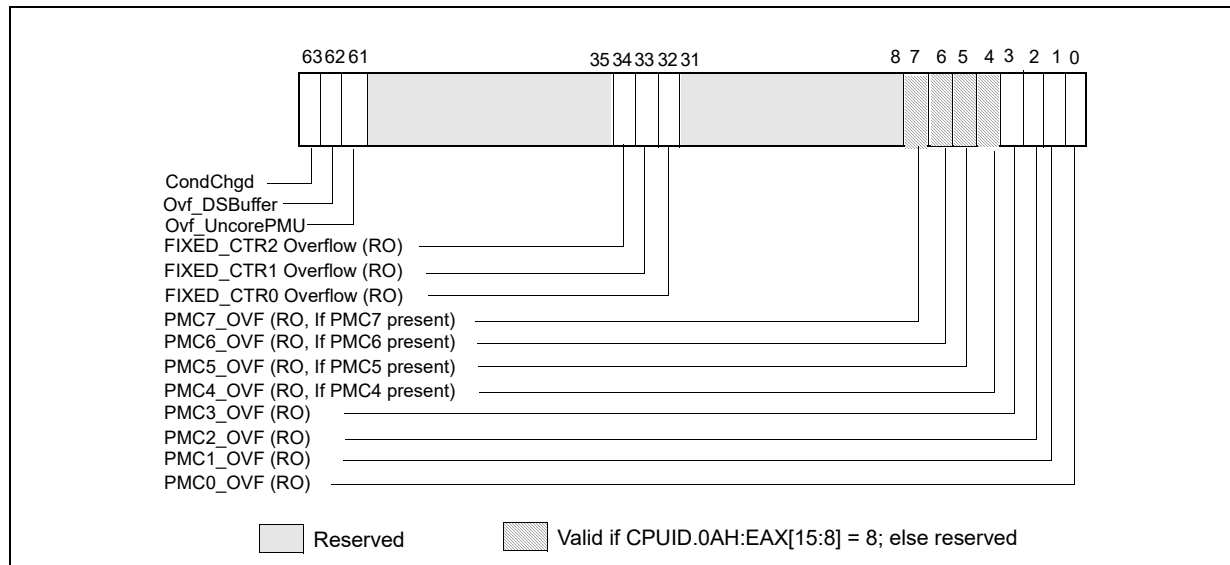 63 62 61 35 34 33 32 31 8 7 6 5 4 3 2 1 0
CondChgd
Ovf_DSBuffer
Ovf_UncorePMU
FIXED_CTR2 Overflow (RO)
FIXED_CTR1 Overflow (RO)
FIXED_CTR0 Overflow (RO)
PMC7_OVF (RO, If PMC7 present)
PMC6_OVF (RO, If PMC6 present)
PMC5_OVF (RO, If PMC5 present)
PMC4_OVF (RO, If PMC4 present)
PMC3_OVF (RO)
PMC2_OVF (RO)
PMC1_OVF (RO)
PMC0_OVF (RO)
Reserved Valid if CPUID.0AH:EAX[15:8] = 8; else reserved